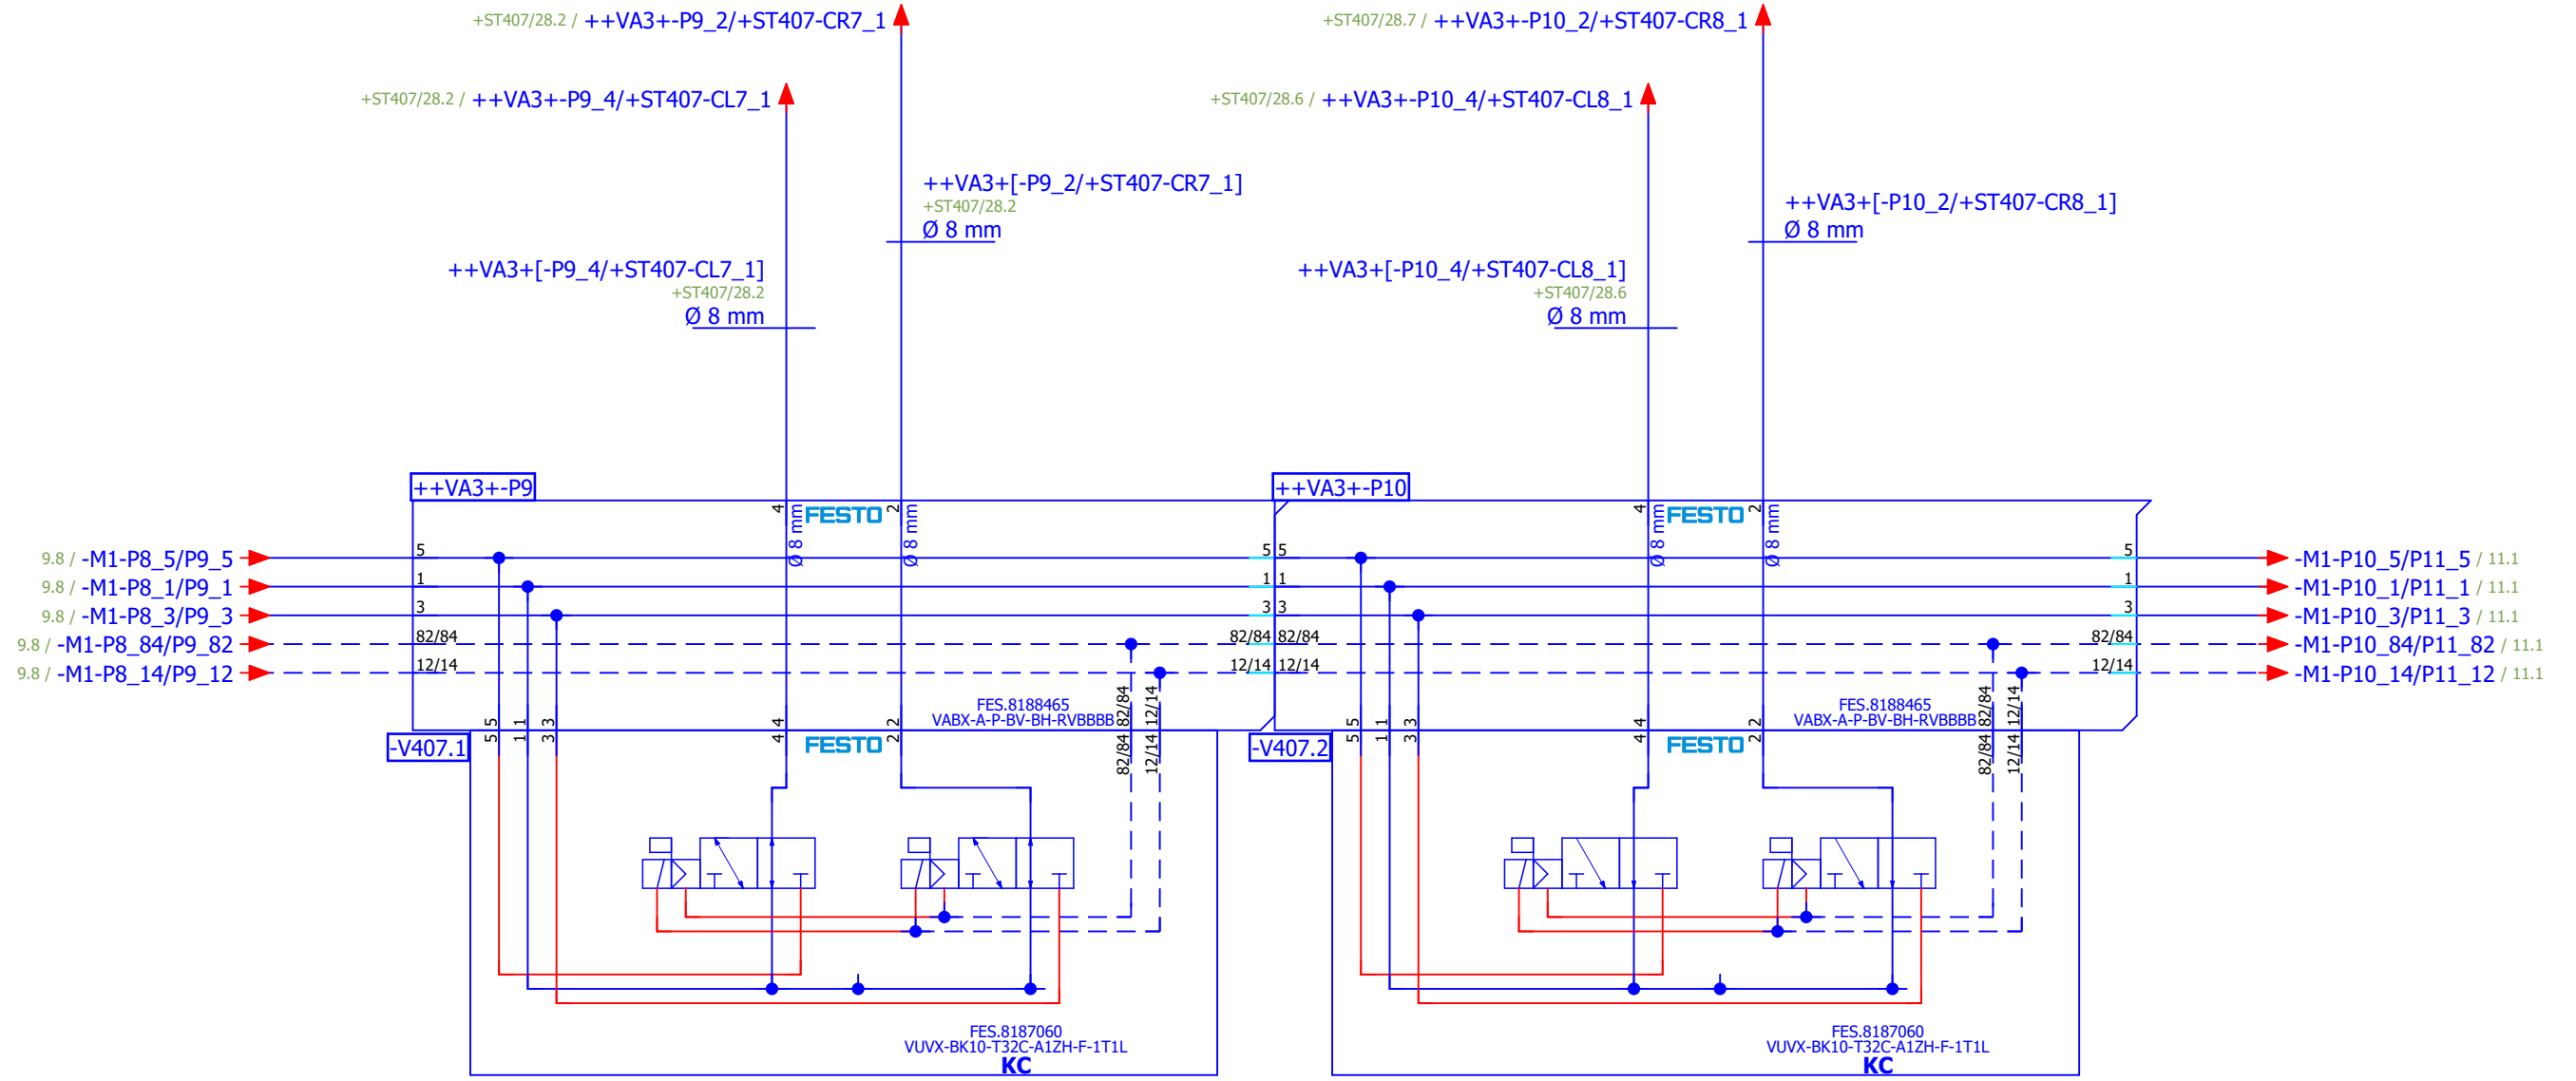 +ST407/28.2 / ++VA3+-P9_2/+ST407-CR7_1
+ST407/28.7 / ++VA3+-P10_2/+ST407-CR8_1
+ST407/28.2 / ++VA3+-P9_4/+ST407-CL7_1
+ST407/28.6 / ++VA3+-P10_4/+ST407-CL8_1
++VA3+[-P9_2/+ST407-CR7_1]
+ST407/28.2
Ø 8 mm
++VA3+[-P10_2/+ST407-CR8_1]
Ø 8 mm
++VA3+[-P9_4/+ST407-CL7_1]
+ST407/28.2
Ø 8 mm
++VA3+[-P10_4/+ST407-CL8_1]
+ST407/28.6
Ø 8 mm
++VA3+-P9
++VA3+-P10
4
Ø 8 mm
FESTO
2
Ø 8 mm
4
Ø 8 mm
FESTO
2
Ø 8 mm
9.8 / -M1-P8_5/P9_5
5
5
5
5
-M1-P10_5/P11_5 / 11.1
9.8 / -M1-P8_1/P9_1
1
1
1
1
-M1-P10_1/P11_1 / 11.1
9.8 / -M1-P8_3/P9_3
3
3
3
3
-M1-P10_3/P11_3 / 11.1
9.8 / -M1-P8_84/P9_82
82/84
82/84
82/84
82/84
-M1-P10_84/P11_82 / 11.1
9.8 / -M1-P8_14/P9_12
12/14
12/14
12/14
12/14
-M1-P10_14/P11_12 / 11.1
5
1
3
4
2
FES.8188465
VABX-A-P-BV-BH-RVBBBB
82/84
12/14
5
1
3
4
2
FES.8188465
VABX-A-P-BV-BH-RVBBBB
82/84
12/14
-V407.1
5
1
3
4
FESTO
2
82/84
12/14
-V407.2
5
1
3
4
FESTO
2
82/84
12/14
FES.8187060
VUVX-BK10-T32C-A1ZH-F-1T1L
KC
FES.8187060
VUVX-BK10-T32C-A1ZH-F-1T1L
KC